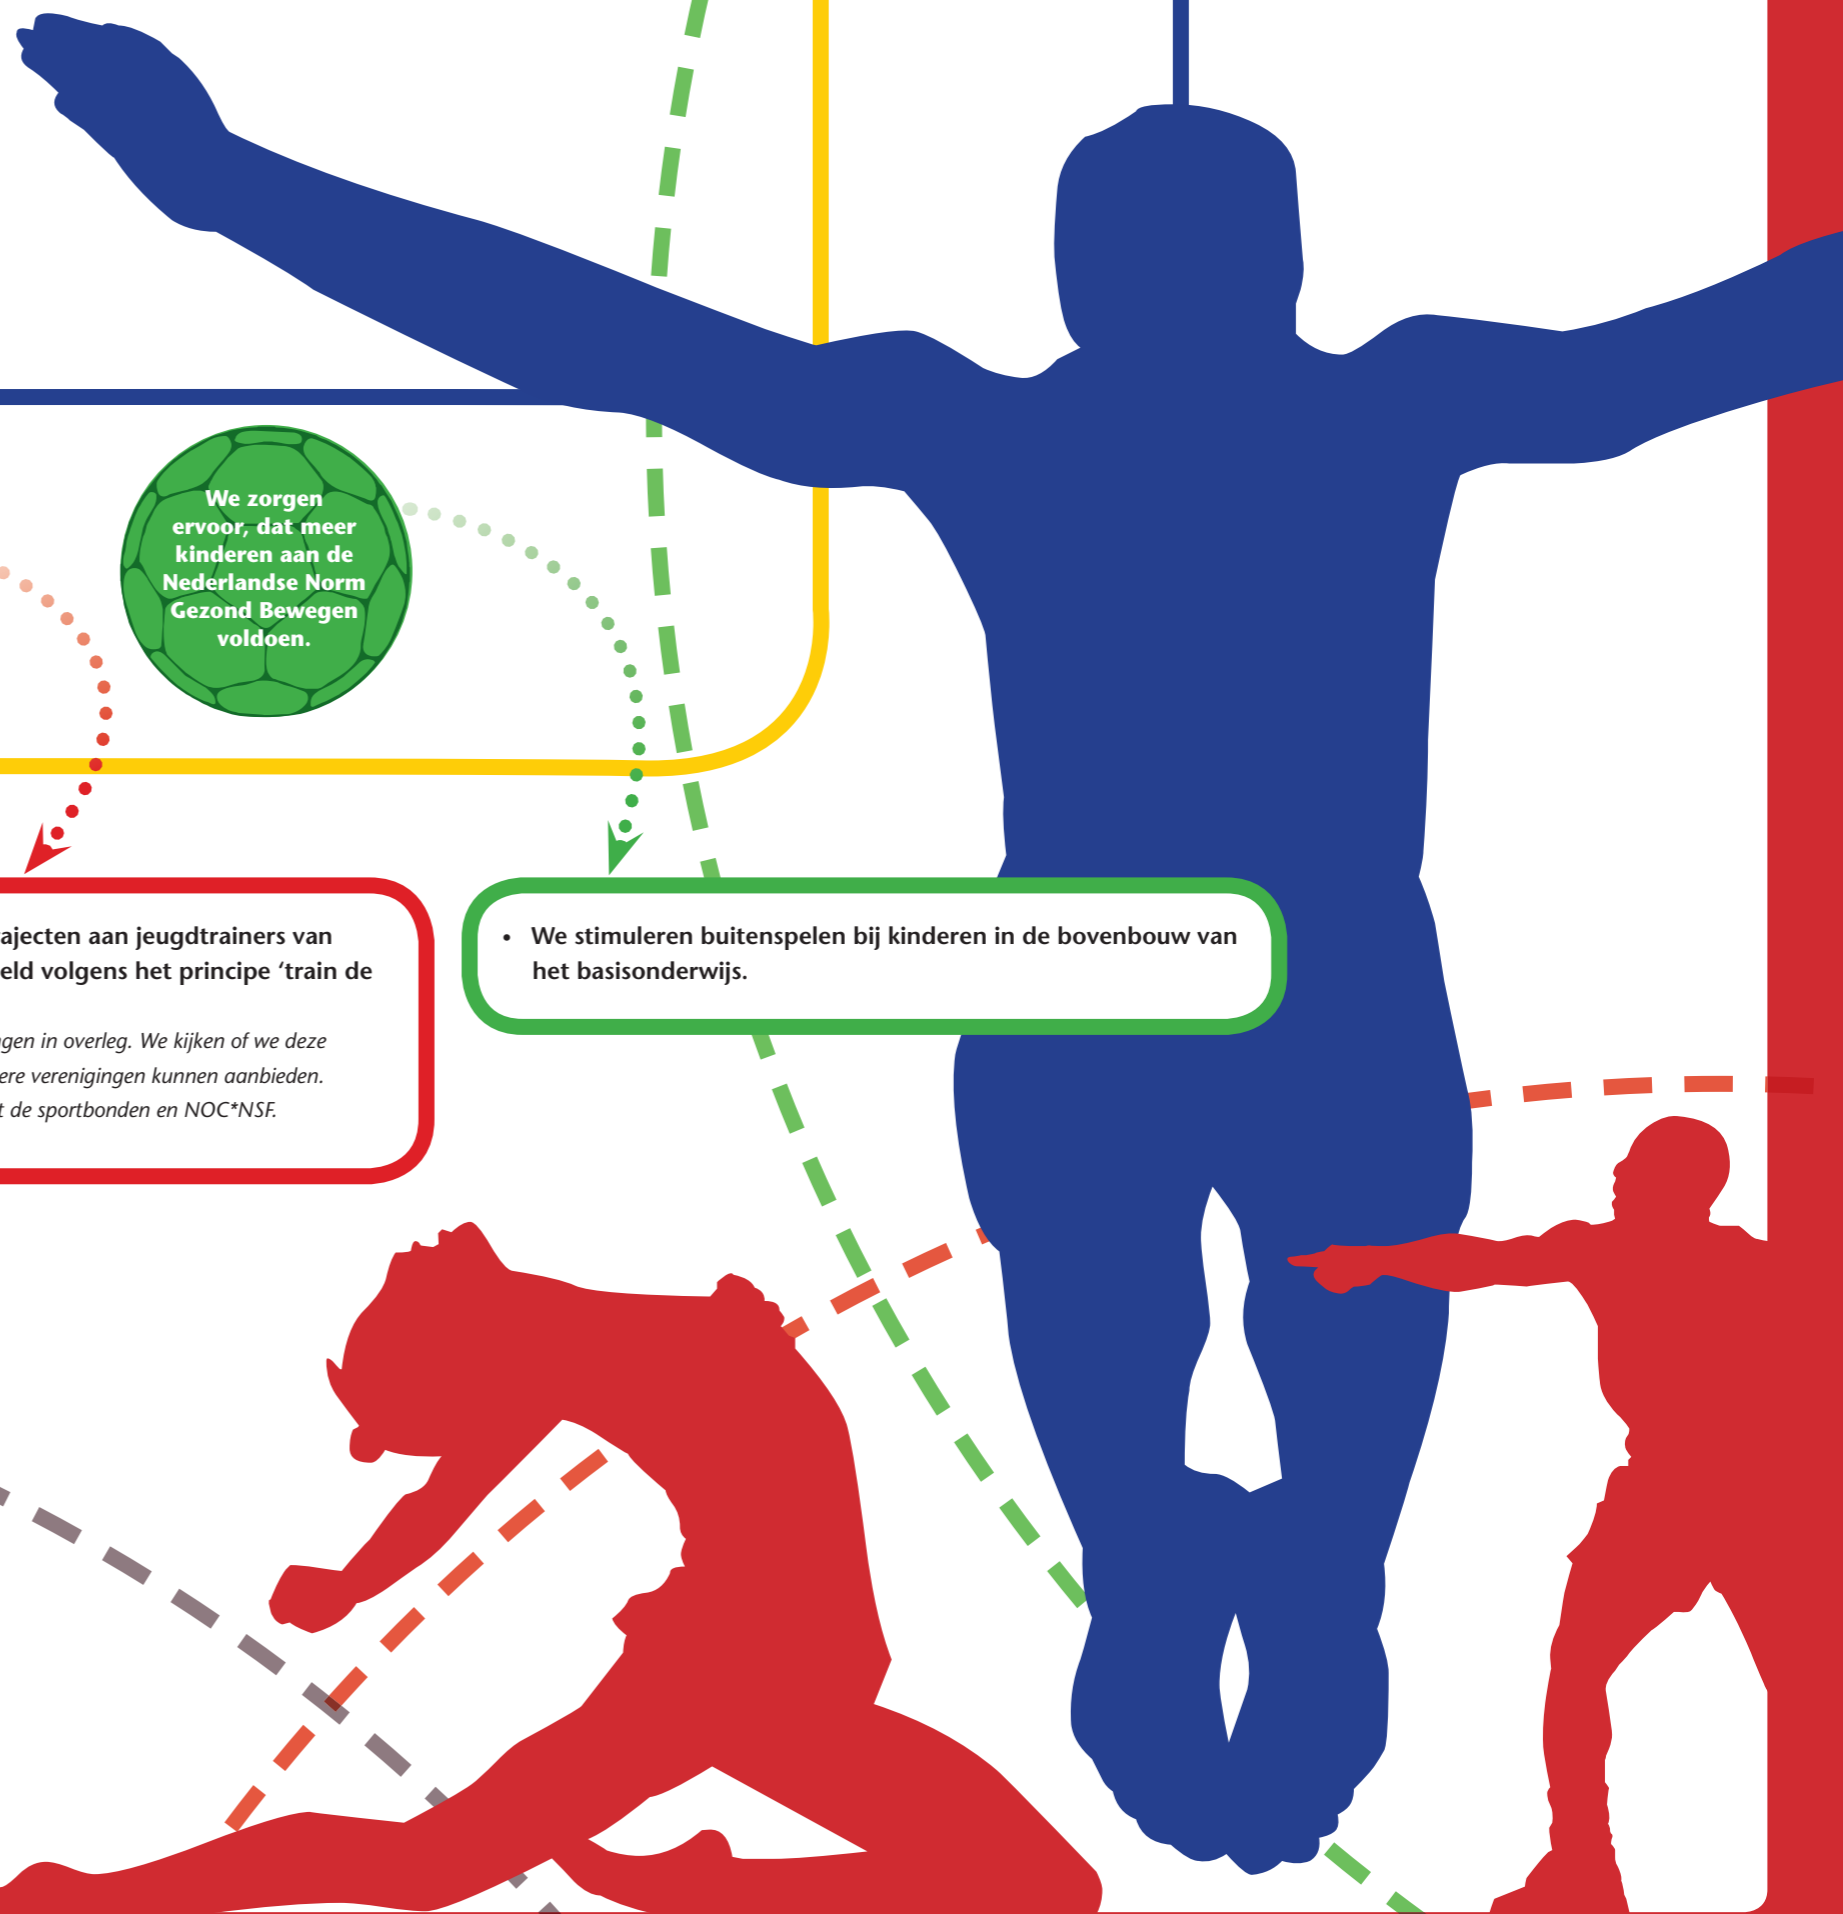 We zorgen
ervoor, dat meer
kinderen aan de
Nederlandse Norm
Gezond Bewegen
voldoen.
ajecten aan jeugdtrainers van
eld volgens het principe ‘train de
gen in overleg. We kijken of we deze
ere verenigingen kunnen aanbieden.
t de sportbonden en NOC*NSF.
• We stimuleren buitenspelen bij kinderen in de bovenbouw van
het basisonderwijs.